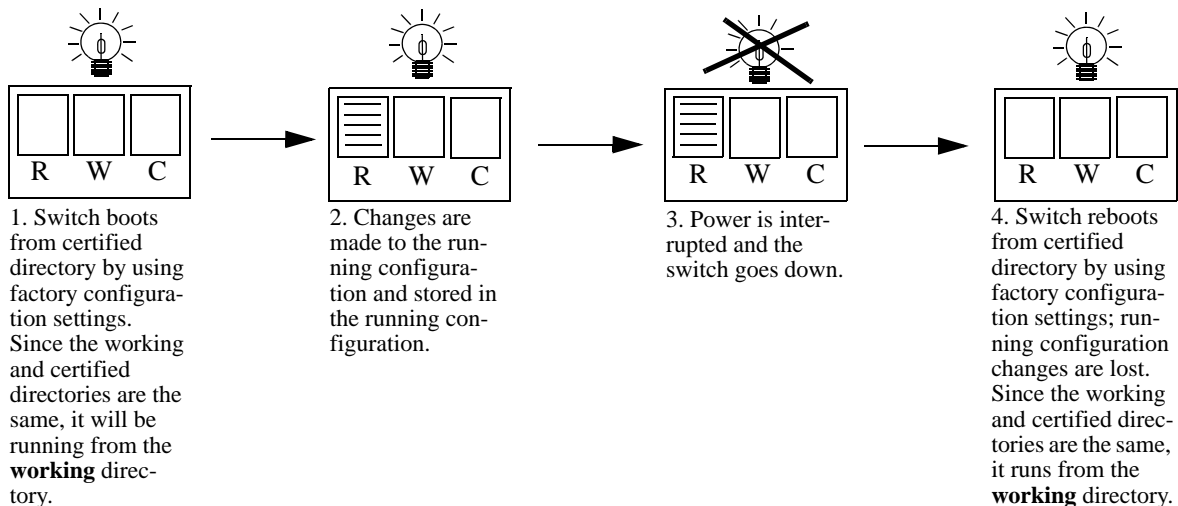 R W C
1. Switch boots
from certified
directory by using
factory configura-
tion settings.
Since the working
and certified
directories are the
same, it will be
running from the
working direc-
tory.
R W C
2. Changes are
made to the run-
ning configura-
tion and stored in
the running con-
figuration.
R W C
3. Power is inter-
rupted and the
switch goes down.
R W C
4. Switch reboots
from certified
directory by using
factory configura-
tion settings; run-
ning configuration
changes are lost.
Since the working
and certified direc-
tories are the same,
it runs from the
working directory.